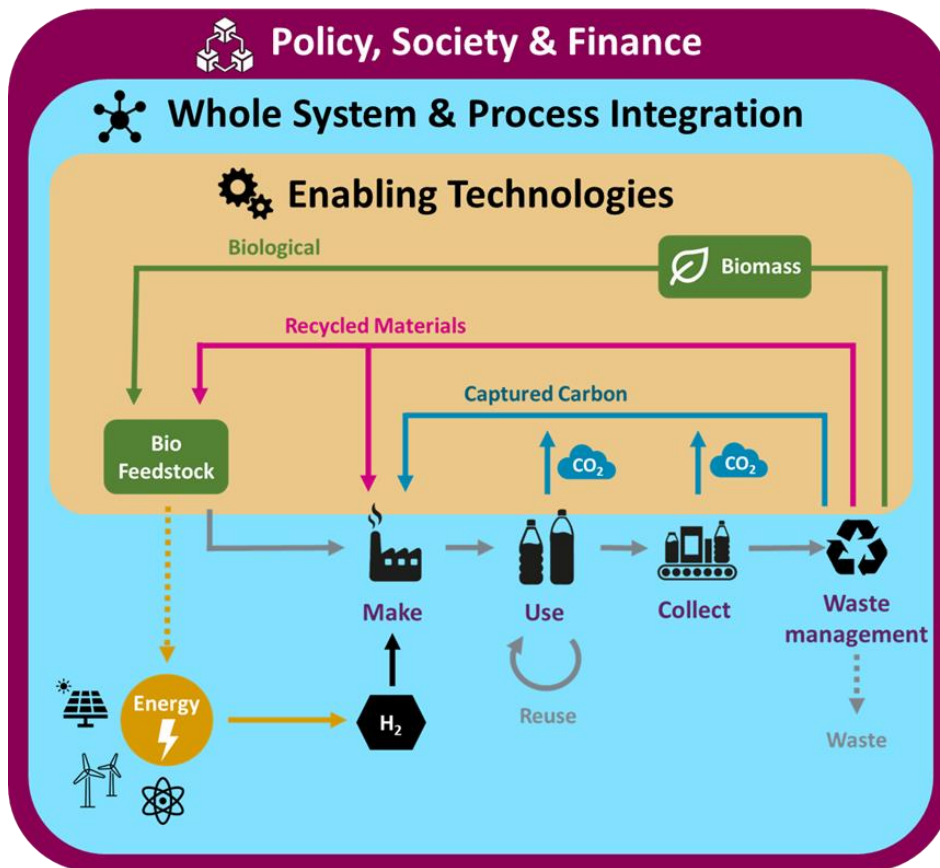 Policy, Society & Finance
Whole System & Process Integration
Enabling Technologies
Biological
Biomass
Recycled Materials
Captured Carbon
Bio
Feedstock
CO₂
CO₂
Make
Use
Collect
Waste
management
Energy
H₂
Reuse
Waste